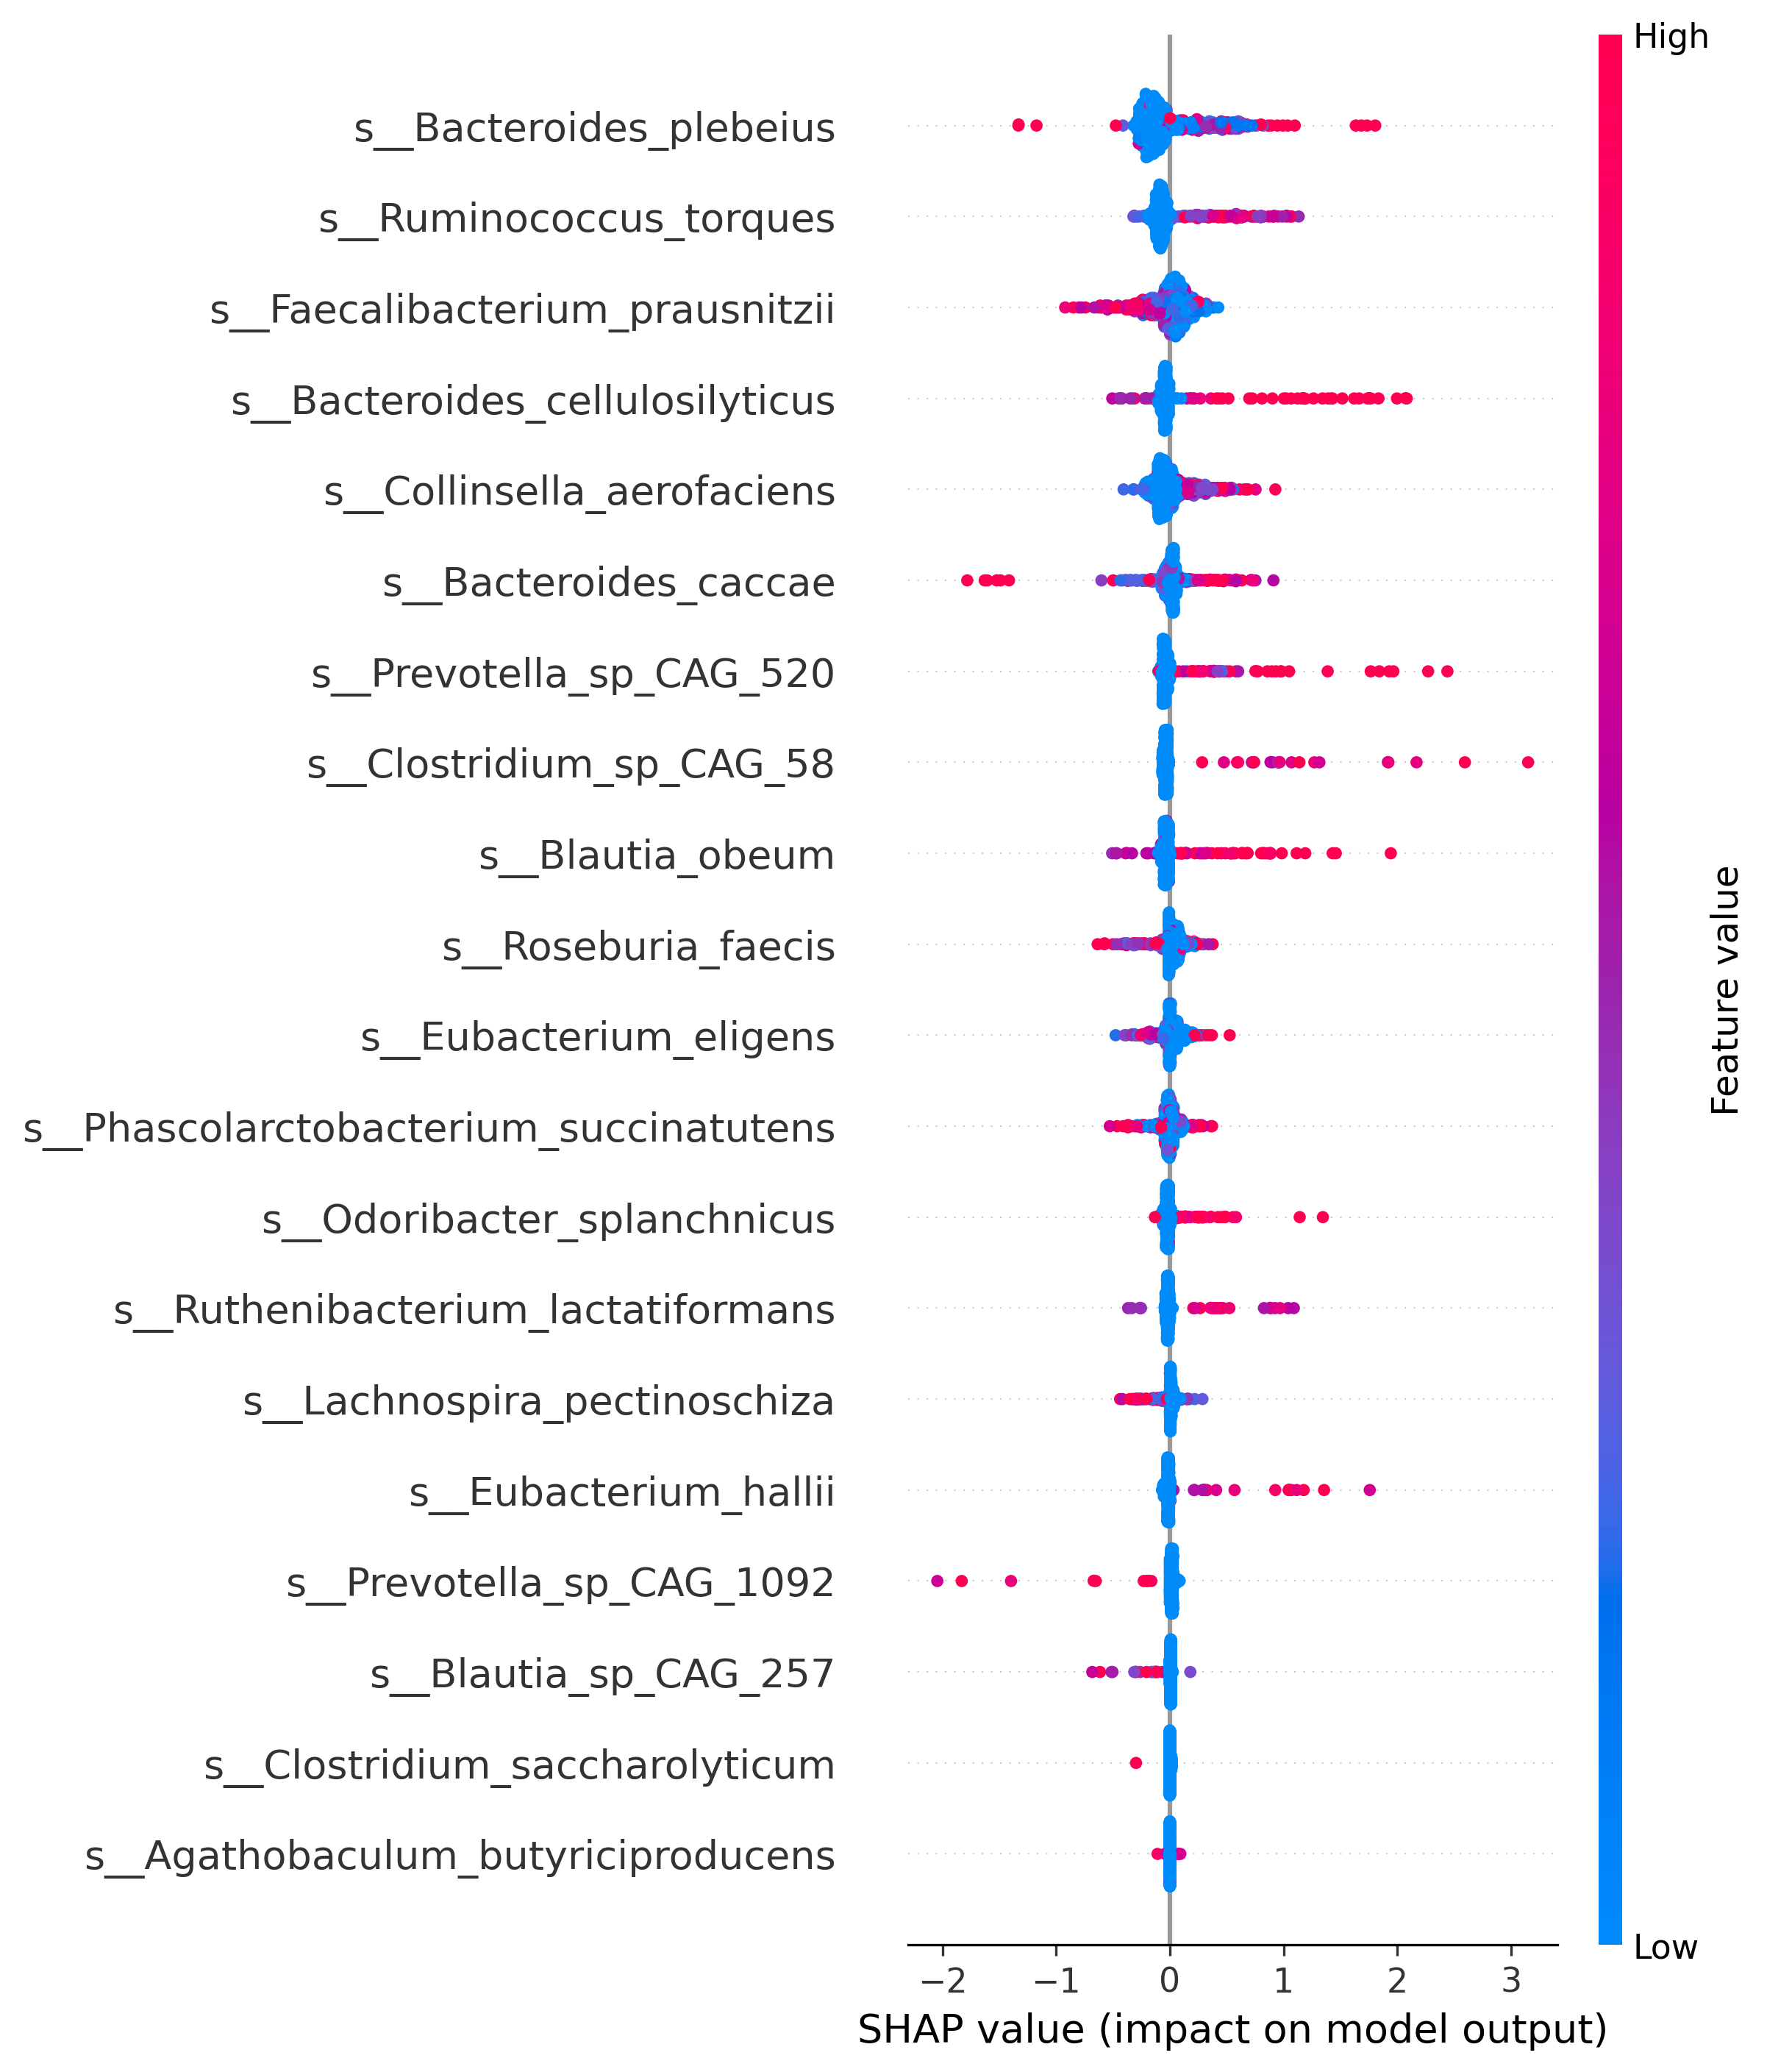 High
s__Bacteroides_plebeius
s__Ruminococcus_torques
s__Faecalibacterium_prausnitzii
s__Bacteroides_cellulosilyticus
s__Collinsella_aerofaciens
s__Bacteroides_caccae
s__Prevotella_sp_CAG_520
s__Clostridium_sp_CAG_58
s__Blautia_obeum
s__Roseburia_faecis
s__Eubacterium_eligens
s__Phascolarctobacterium_succinatutens
s__Odoribacter_splanchnicus
s__Ruthenibacterium_lactatiformans
s__Lachnospira_pectinoschiza
s__Eubacterium_hallii
s__Prevotella_sp_CAG_1092
s__Blautia_sp_CAG_257
s__Clostridium_saccharolyticum
s__Agathobaculum_butyriciproducens
Feature value
Low
−2 −1 0 1 2 3
SHAP value (impact on model output)